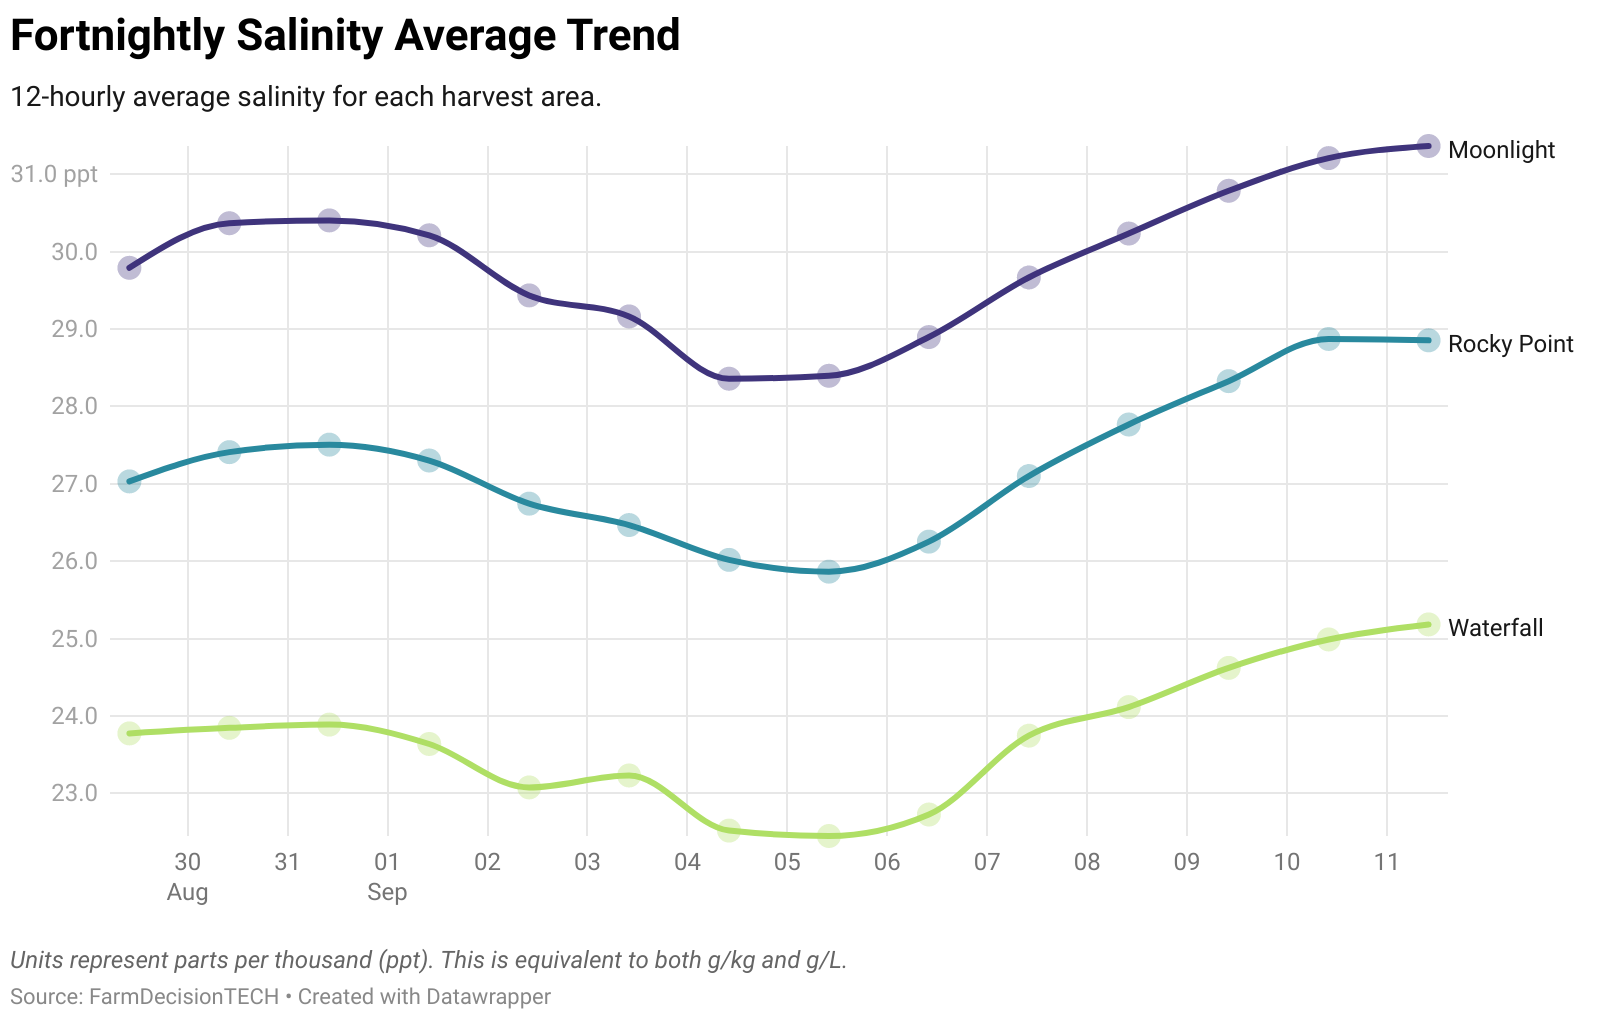 Fortnightly Salinity Average Trend
12-hourly average salinity for each harvest area.
31.0 ppt
30.0
29.0
28.0
27.0
26.0
25.0
24.0
23.0
Moonlight
Rocky Point
Waterfall
30 31 01 02 03 04 05 06 07 08 09 10 11
Aug Sep
Units represent parts per thousand (ppt). This is equivalent to both g/kg and g/L.
Source: FarmDecisionTECH • Created with Datawrapper